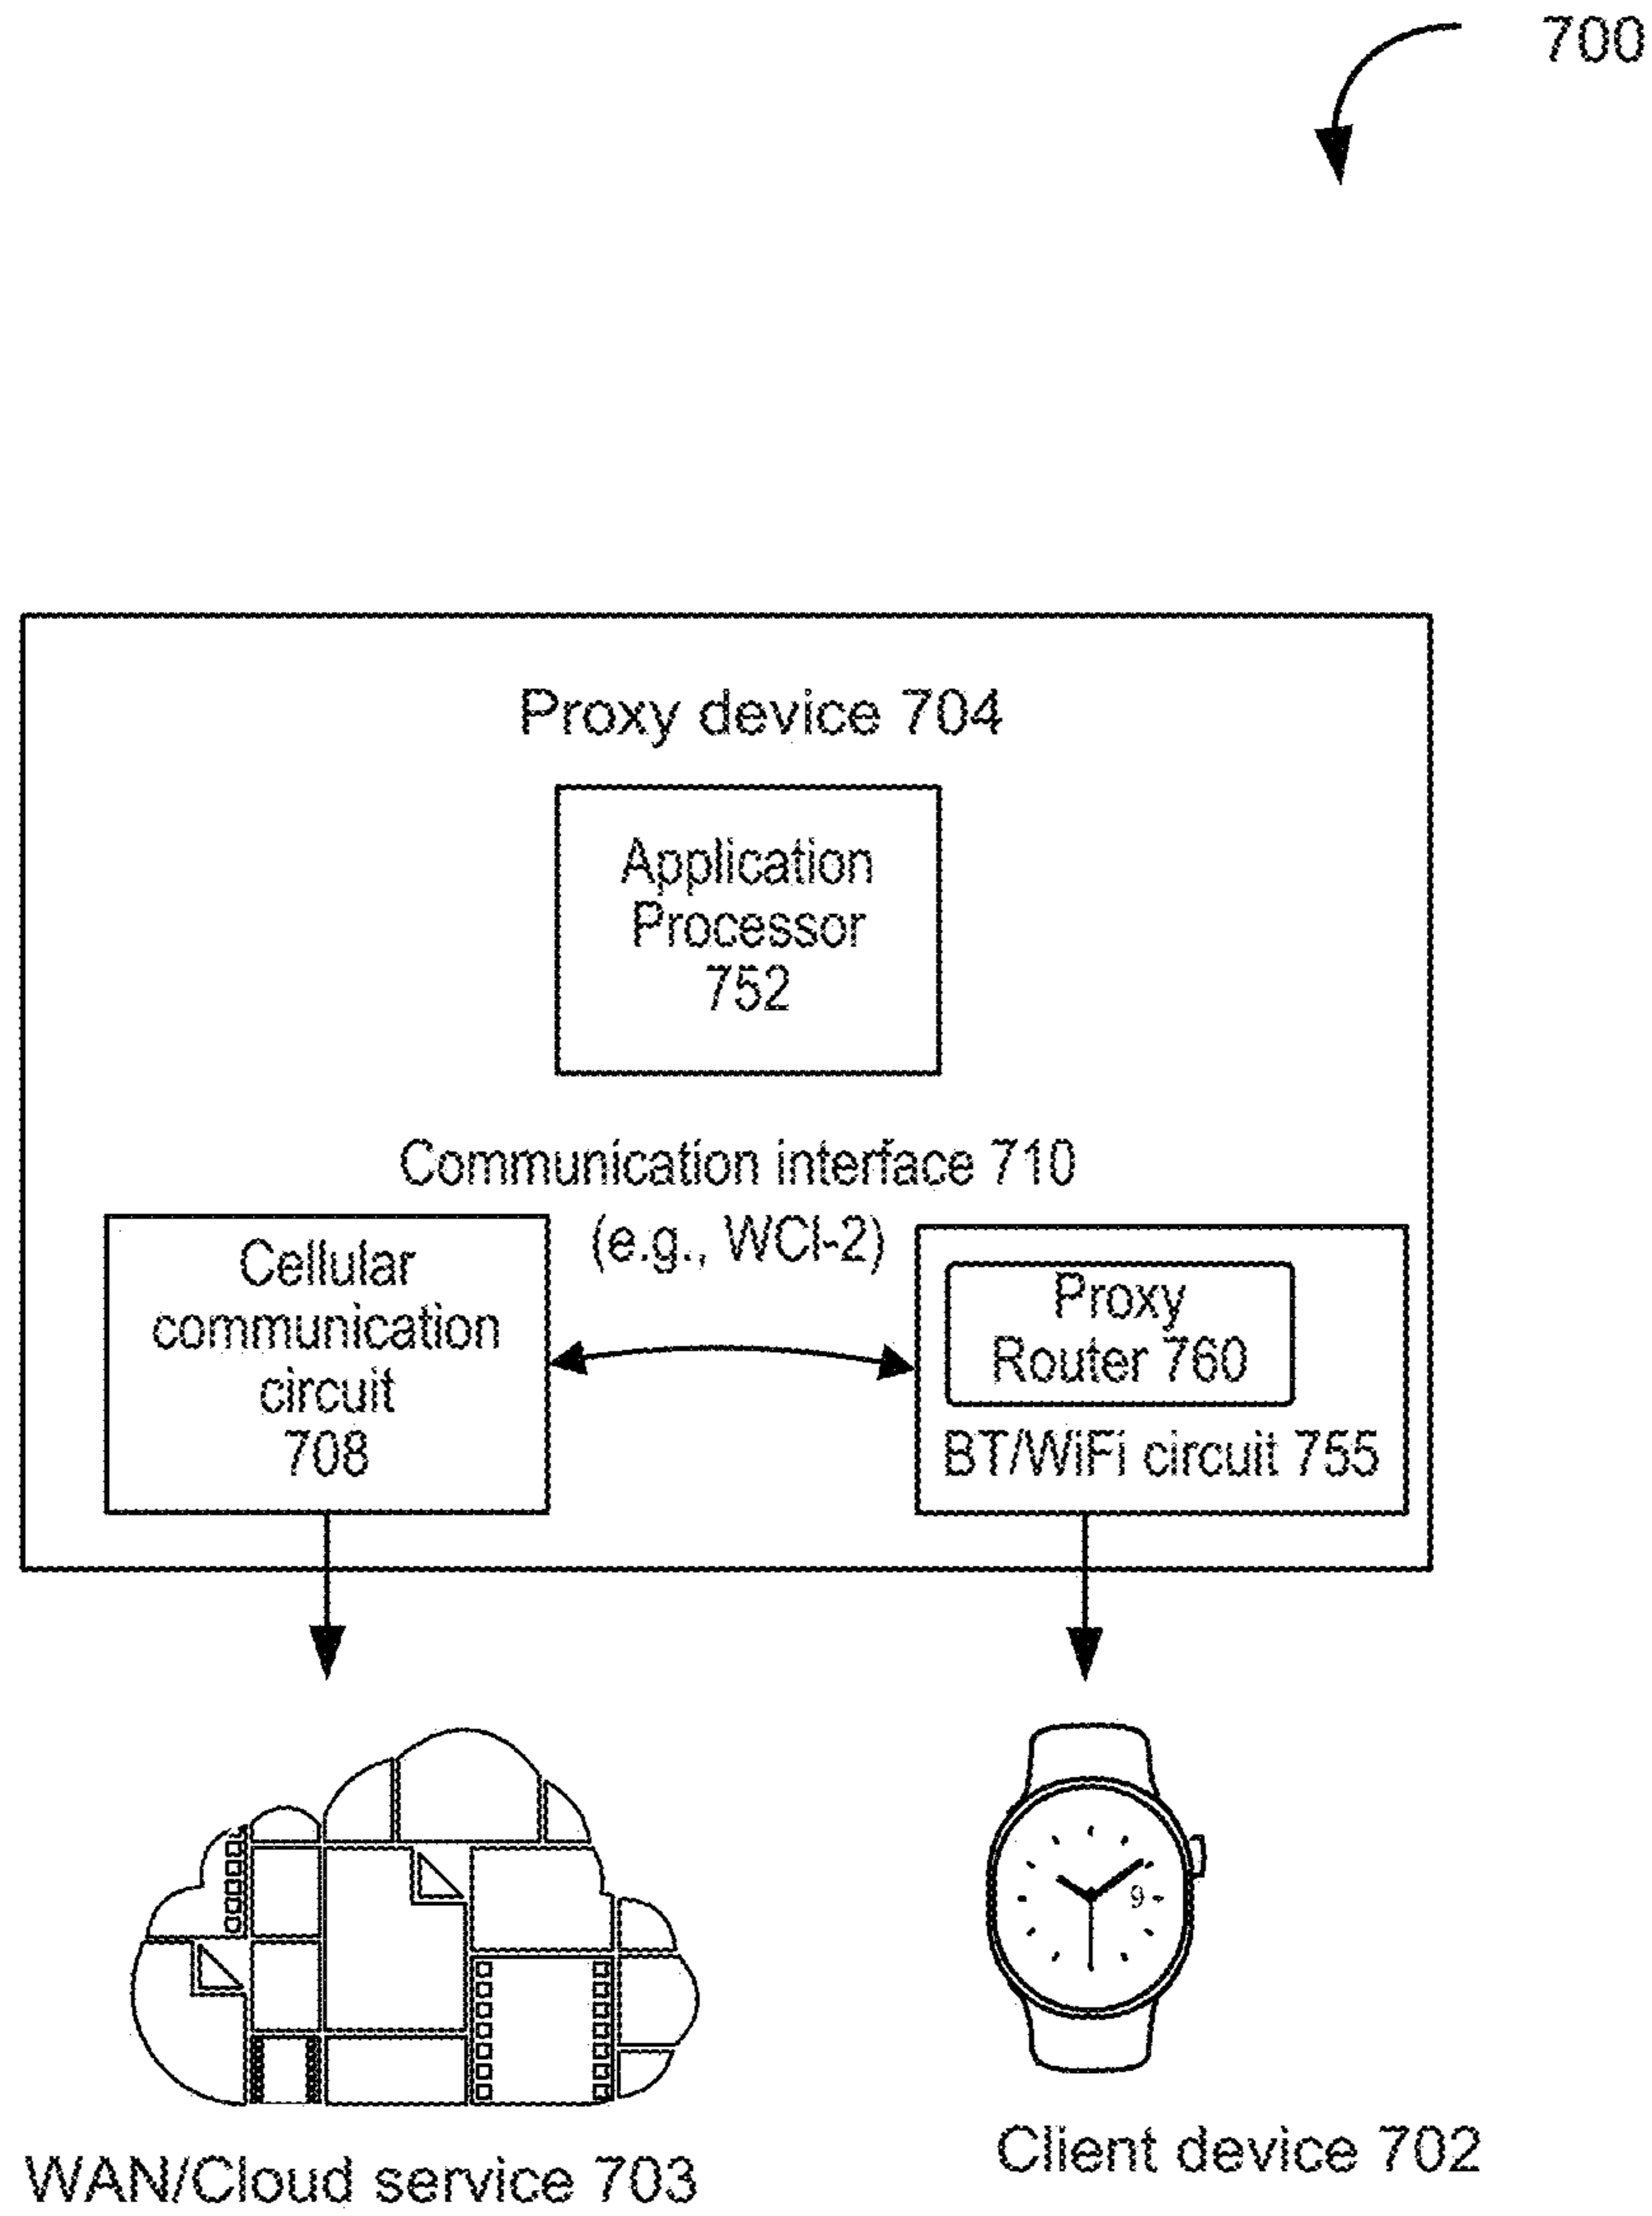 700
Proxy device 704
Application
Processor
752
Communication interface 710
(e.g., WCI-2)
Cellular
communication
circuit
708
Proxy
Router 760
BT/WiFi circuit 755
9
WAN/Cloud service 703
Client device 702